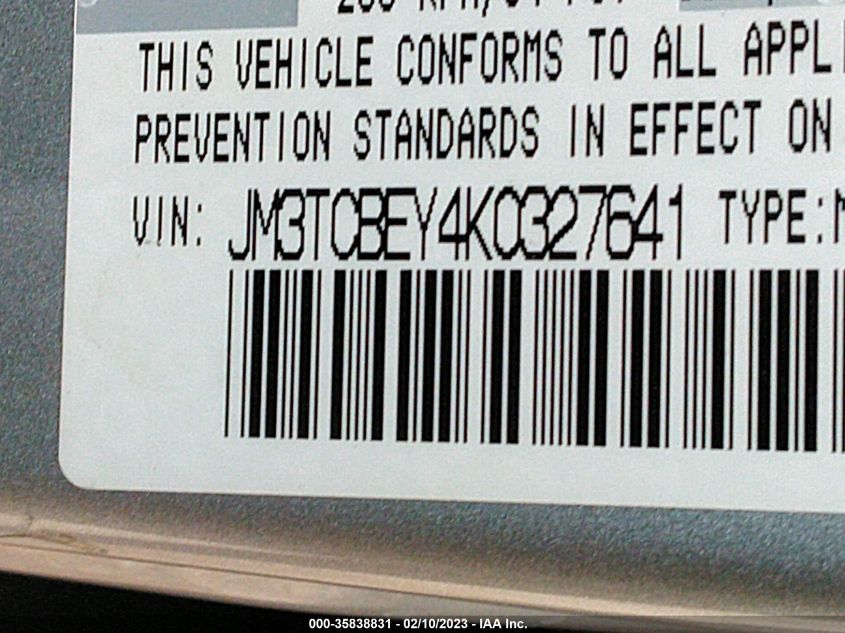 THIS VEHICLE CONFORMS TO ALL APPLI
PREVENTION STANDARDS IN EFFECT ON
VIN: JM3TCBEY4K0327641 TYPE:M
000-35838831 - 02/10/2023 - IAA Inc.